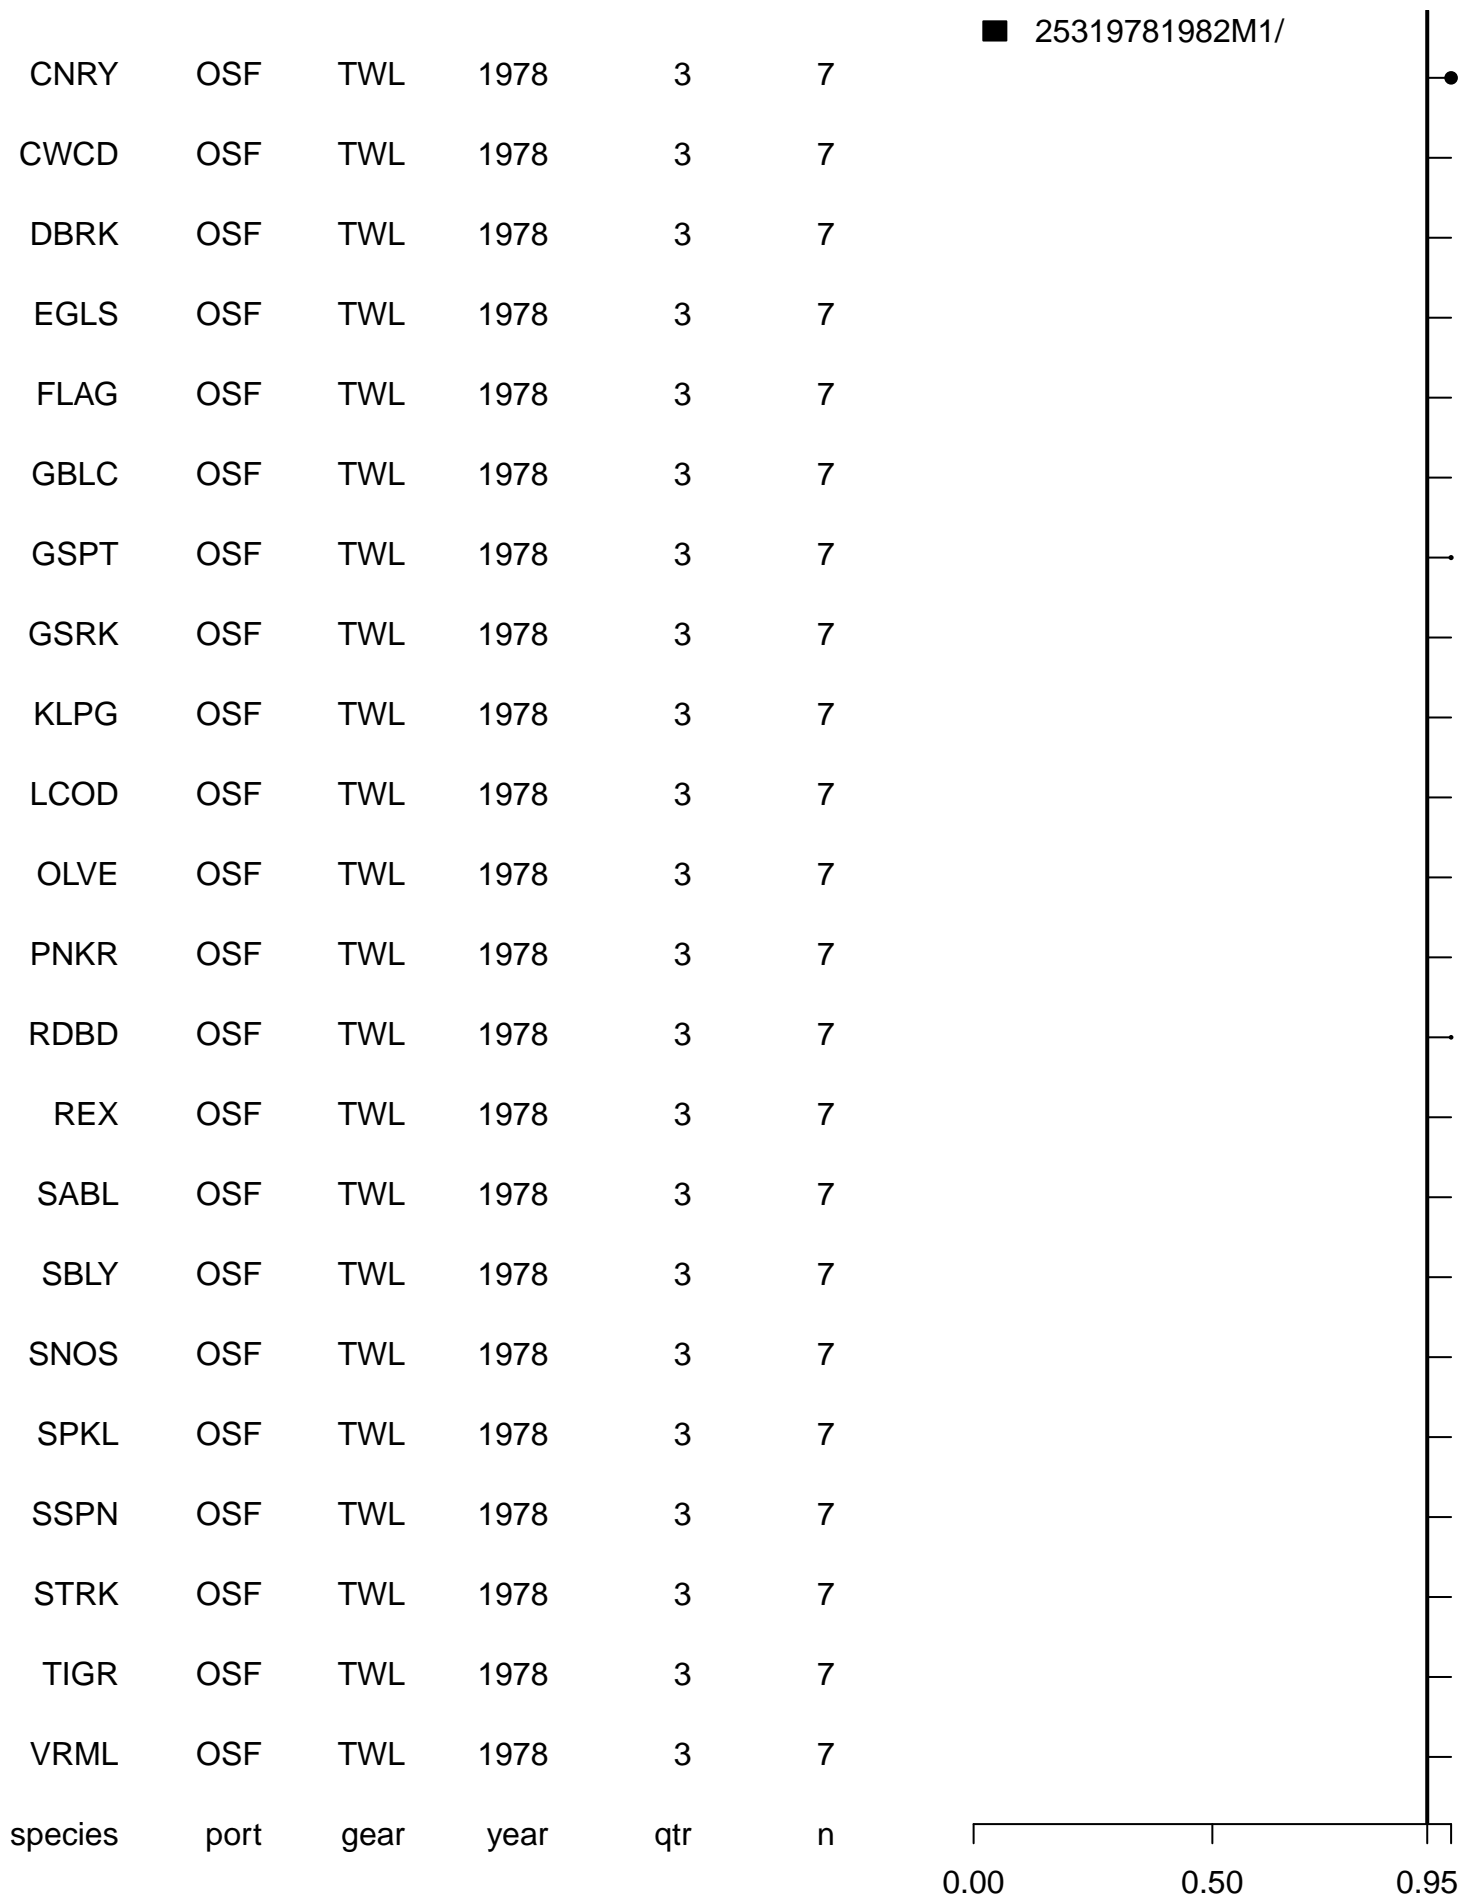 25319781982M1/
CNRY OSF TWL 1978 3 7
CWCD OSF TWL 1978 3 7
DBRK OSF TWL 1978 3 7
EGLS OSF TWL 1978 3 7
FLAG OSF TWL 1978 3 7
GBLC OSF TWL 1978 3 7
GSPT OSF TWL 1978 3 7
GSRK OSF TWL 1978 3 7
KLPG OSF TWL 1978 3 7
LCOD OSF TWL 1978 3 7
OLVE OSF TWL 1978 3 7
PNKR OSF TWL 1978 3 7
RDBD OSF TWL 1978 3 7
REX OSF TWL 1978 3 7
SABL OSF TWL 1978 3 7
SBLY OSF TWL 1978 3 7
SNOS OSF TWL 1978 3 7
SPKL OSF TWL 1978 3 7
SSPN OSF TWL 1978 3 7
STRK OSF TWL 1978 3 7
TIGR OSF TWL 1978 3 7
VRML OSF TWL 1978 3 7
species port gear year qtr n
0.00 0.50 0.95